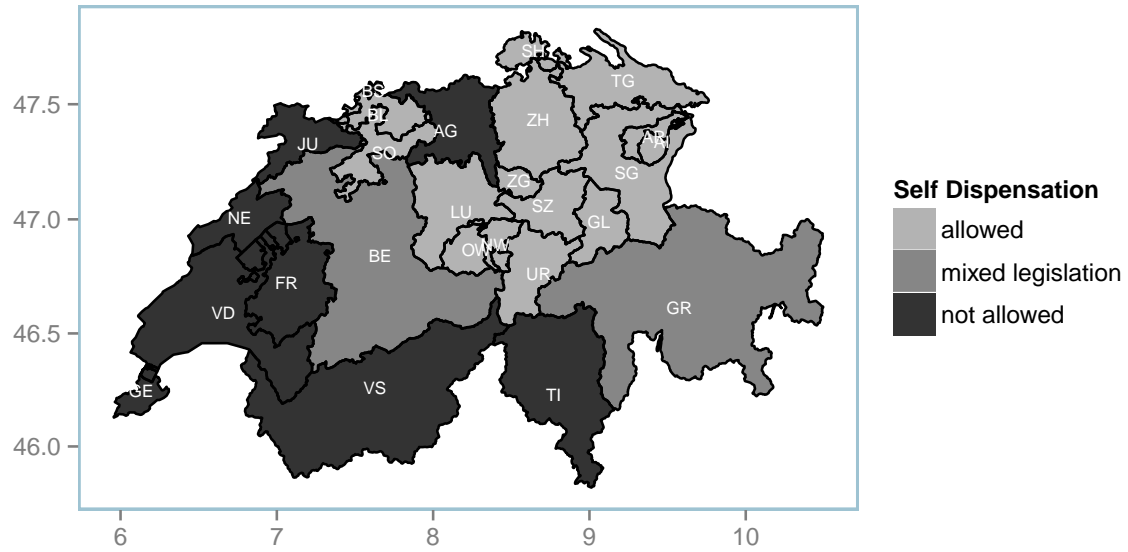 47.5
47.0
46.5
46.0
6
7
8
9
10
SH
TG
BS
BL
AG
ZH
AR
AI
JU
SO
SG
ZG
LU
SZ
NE
GL
OW
NW
BE
UR
FR
VD
GR
GE
VS
TI
Self Dispensation
allowed
mixed legislation
not allowed